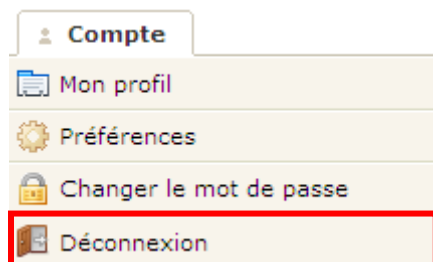 Compte
Mon profil
Préférences
Changer le mot de passe
Déconnexion